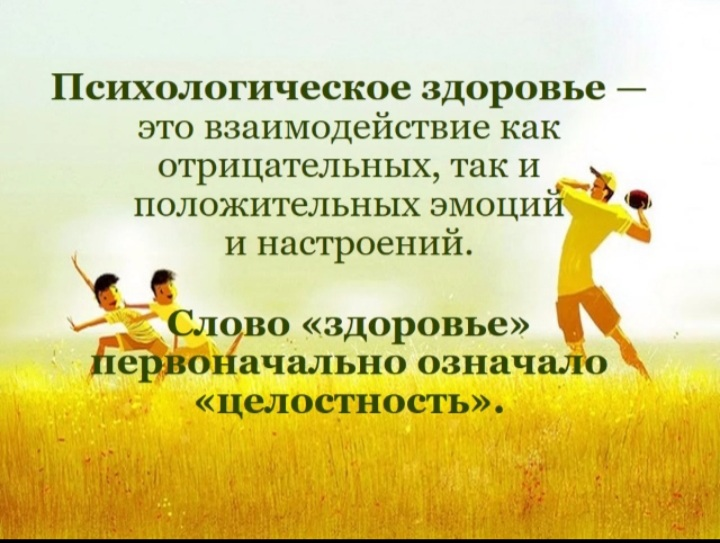 Психологическое здоровье —
это взаимодействие как
отрицательных, так и
положительных эмоций
и настроений.
Слово «здоровье»
первоначально означало
«целостность».